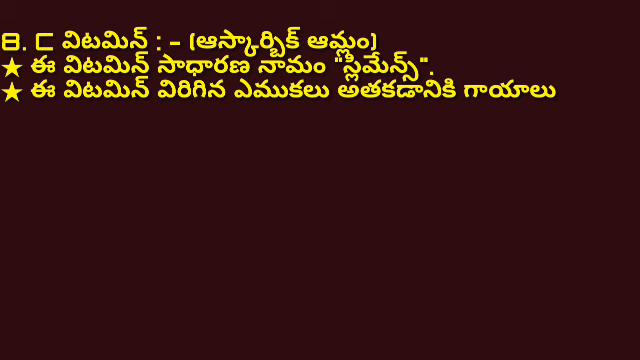 8. C విటమిన్ : - (ఆస్కార్బిక్ ఆమ్లం)
★ ఈ విటమిన్ సాధారణ నామం "స్లిమేన్స్".
★ ఈ విటమిన్ విరిగిన ఎముకలు అతకడానికి గాయాలు